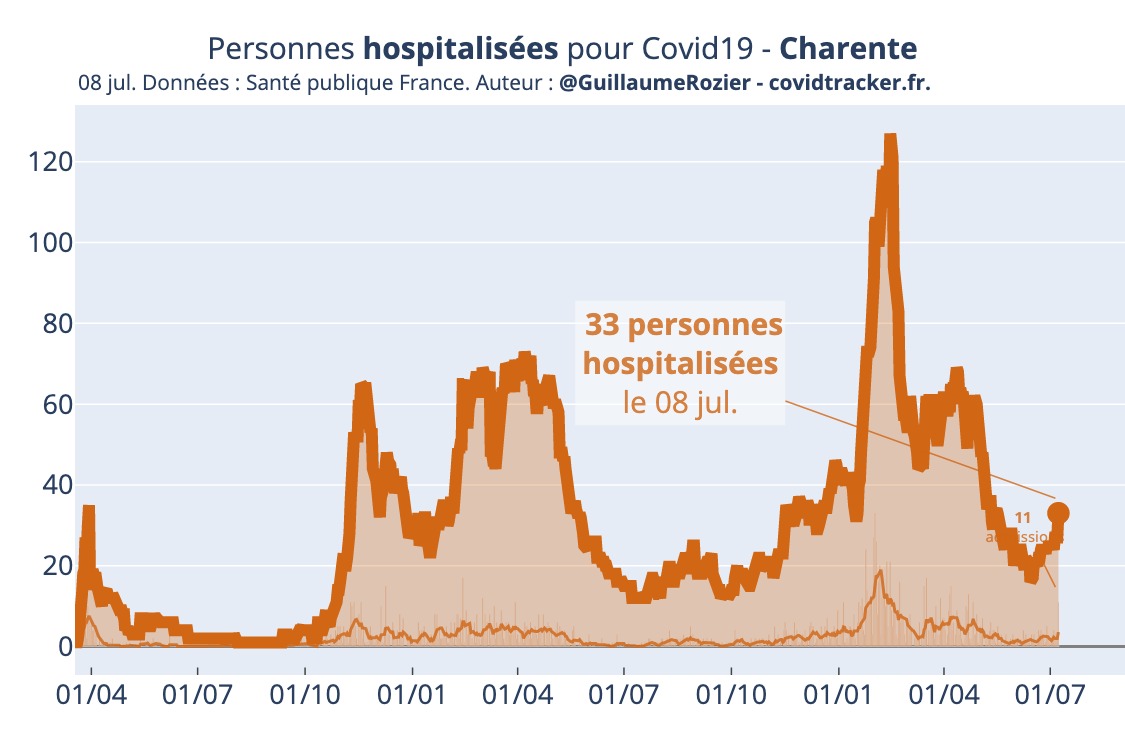 Personnes hospitalisées pour Covid19 - Charente
08 jul. Données : Santé publique France. Auteur : @GuillaumeRozier - covidtracker.fr.
120
100
80
60
40
20
0
33 personnes
hospitalisées
le 08 jul.
11
01/04 01/07 01/10 01/01 01/04 01/07 01/10 01/01 01/04 01/07